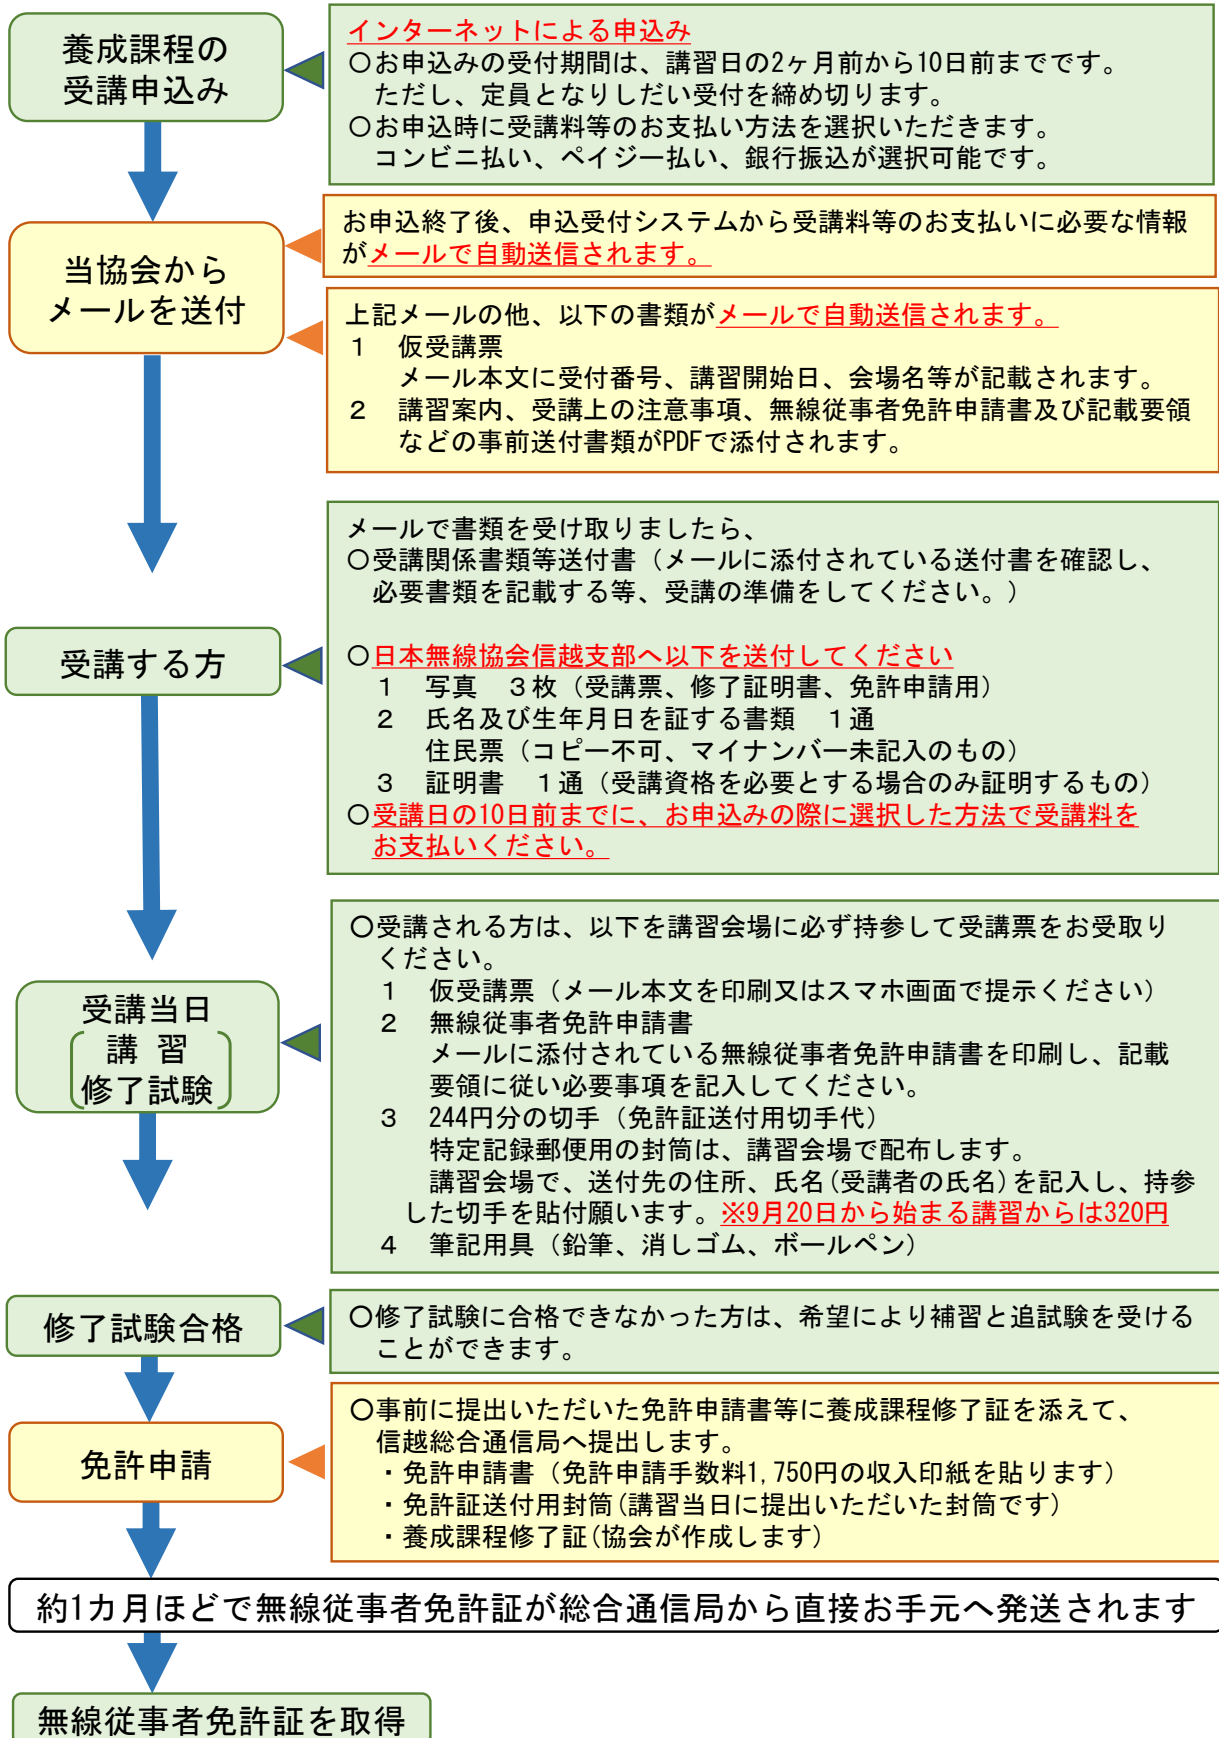 養成課程の
受講申込み
インターネットによる申込み
〇お申込みの受付期間は、講習日の2ヶ月前から10日前までです。
ただし、定員となりしだい受付を締め切ります。
〇お申込時に受講料等のお支払い方法を選択いただきます。
コンビニ払い、ペイジー払い、銀行振込が選択可能です。
当協会から
メールを送付
お申込終了後、申込受付システムから受講料等のお支払いに必要な情報
がメールで自動送信されます。
上記メールの他、以下の書類がメールで自動送信されます。
１　仮受講票
メール本文に受付番号、講習開始日、会場名等が記載されます。
２　講習案内、受講上の注意事項、無線従事者免許申請書及び記載要領
などの事前送付書類がPDFで添付されます。
受講する方
メールで書類を受け取りましたら、
〇受講関係書類等送付書（メールに添付されている送付書を確認し、
必要書類を記載する等、受講の準備をしてください。）
〇日本無線協会信越支部へ以下を送付してください
１　写真　３枚（受講票、修了証明書、免許申請用）
２　氏名及び生年月日を証する書類　１通
住民票（コピー不可、マイナンバー未記入のもの）
３　証明書　１通（受講資格を必要とする場合のみ証明するもの）
〇受講日の10日前までに、お申込みの際に選択した方法で受講料を
お支払いください。
受講当日
講 習
修了試験
〇受講される方は、以下を講習会場に必ず持参して受講票をお受取り
ください。
１　仮受講票（メール本文を印刷又はスマホ画面で提示ください）
２　無線従事者免許申請書
メールに添付されている無線従事者免許申請書を印刷し、記載
要領に従い必要事項を記入してください。
３　244円分の切手（免許証送付用切手代）
特定記録郵便用の封筒は、講習会場で配布します。
講習会場で、送付先の住所、氏名(受講者の氏名)を記入し、持参
した切手を貼付願います。※9月20日から始まる講習からは320円
４　筆記用具（鉛筆、消しゴム、ボールペン）
修了試験合格
〇修了試験に合格できなかった方は、希望により補習と追試験を受ける
ことができます。
免許申請
〇事前に提出いただいた免許申請書等に養成課程修了証を添えて、
信越総合通信局へ提出します。
・免許申請書（免許申請手数料1,750円の収入印紙を貼ります）
・免許証送付用封筒(講習当日に提出いただいた封筒です)
・養成課程修了証(協会が作成します)
約1カ月ほどで無線従事者免許証が総合通信局から直接お手元へ発送されます
無線従事者免許証を取得